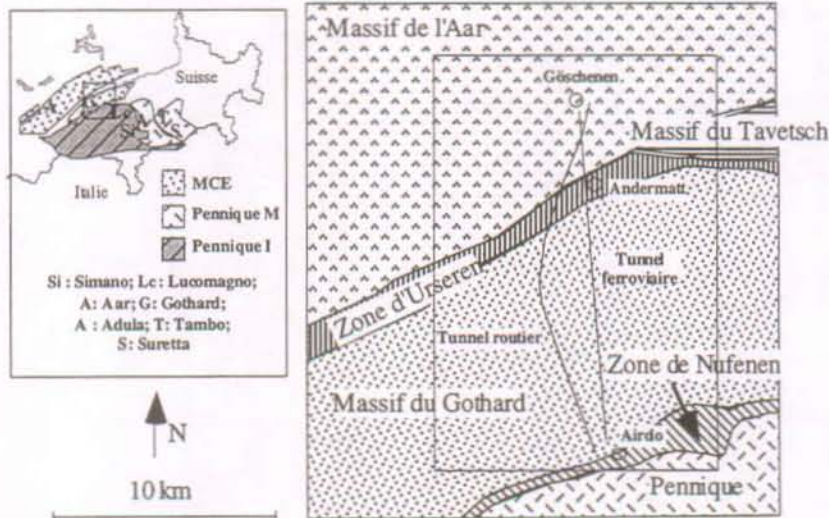 Suisse
Italie
MCE
Pennique M
Pennique I
Si : Simano; Lc: Lucomagno;
A: Aar; G: Gothard;
A : Adula; T: Tambo;
S: Suretta
N
10 km
Massif de l'Aar
Göschenen
Massif du Tavetsch
Andermatt
Zone d'Urseren
Tunnel
ferroviaire
Tunnel routier
Zone de Nufenen
Massif du Gothard
Airolo
Pennique